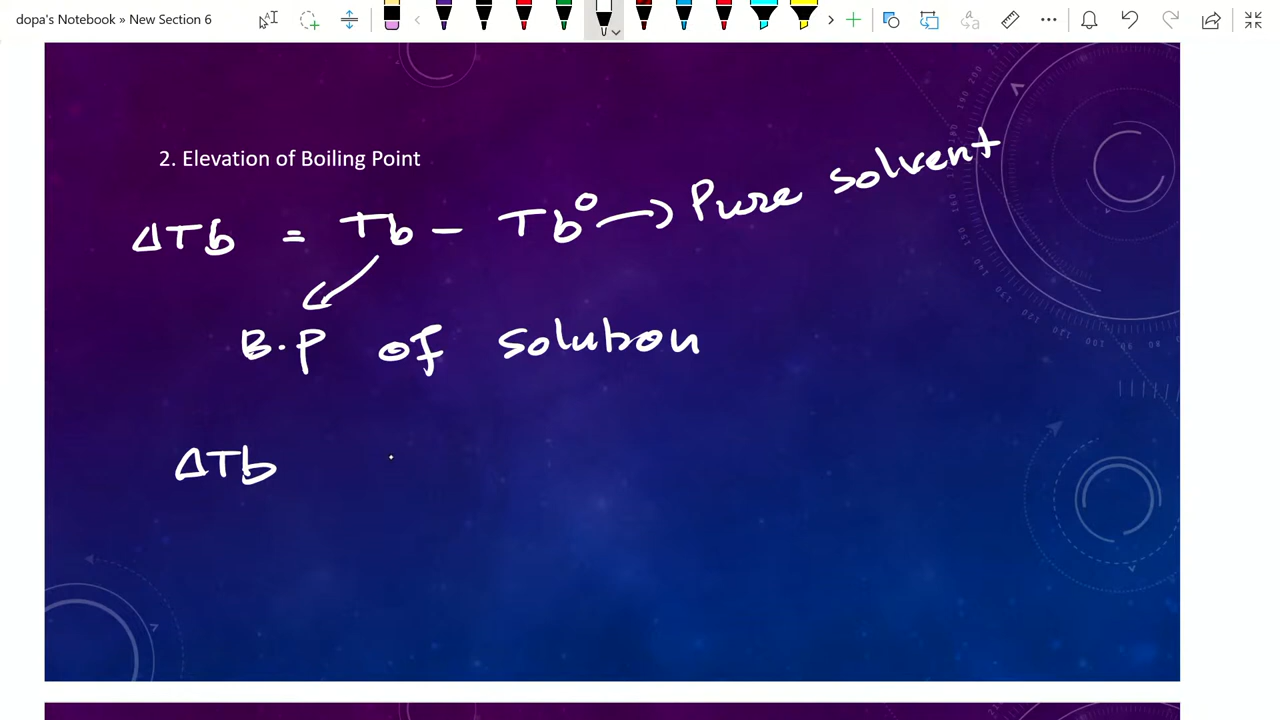 dopa's Notebook » New Section 6
2. Elevation of Boiling Point
ΔTb = Tb - Tb° → Pure solvent
B.P of solution
ΔTb